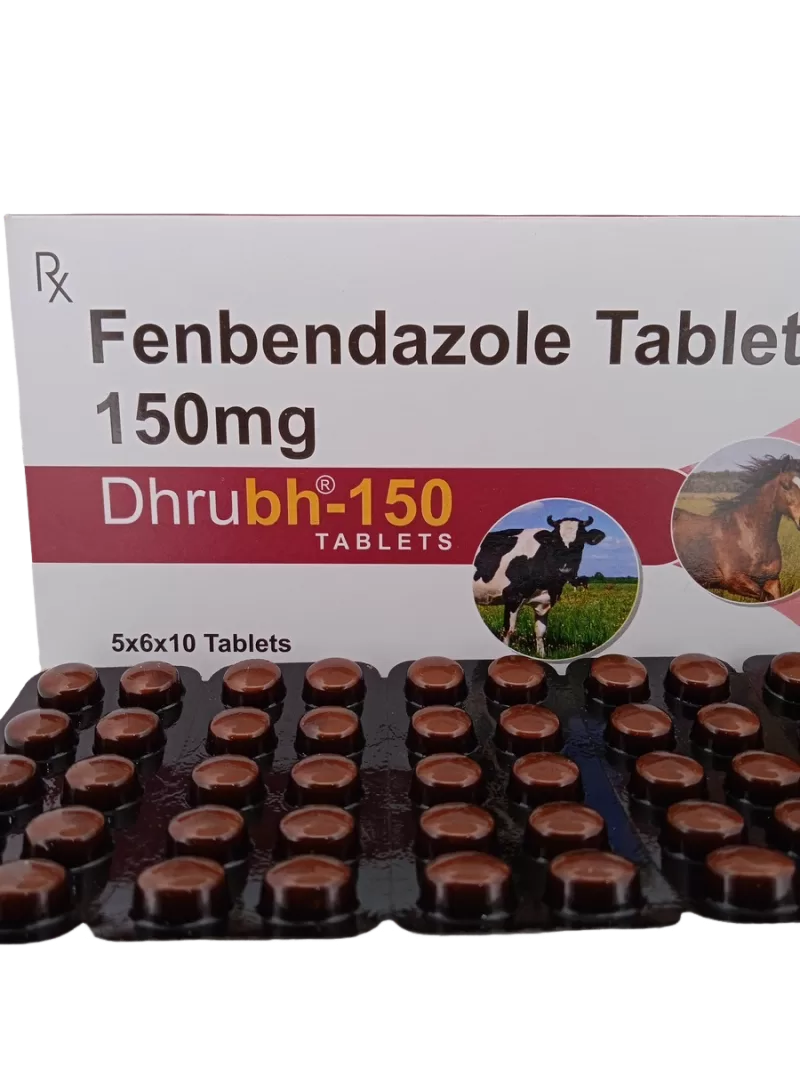 Rx
Fenbendazole Tablet
150mg
Dhrubh®-150
TABLETS
5x6x10 Tablets